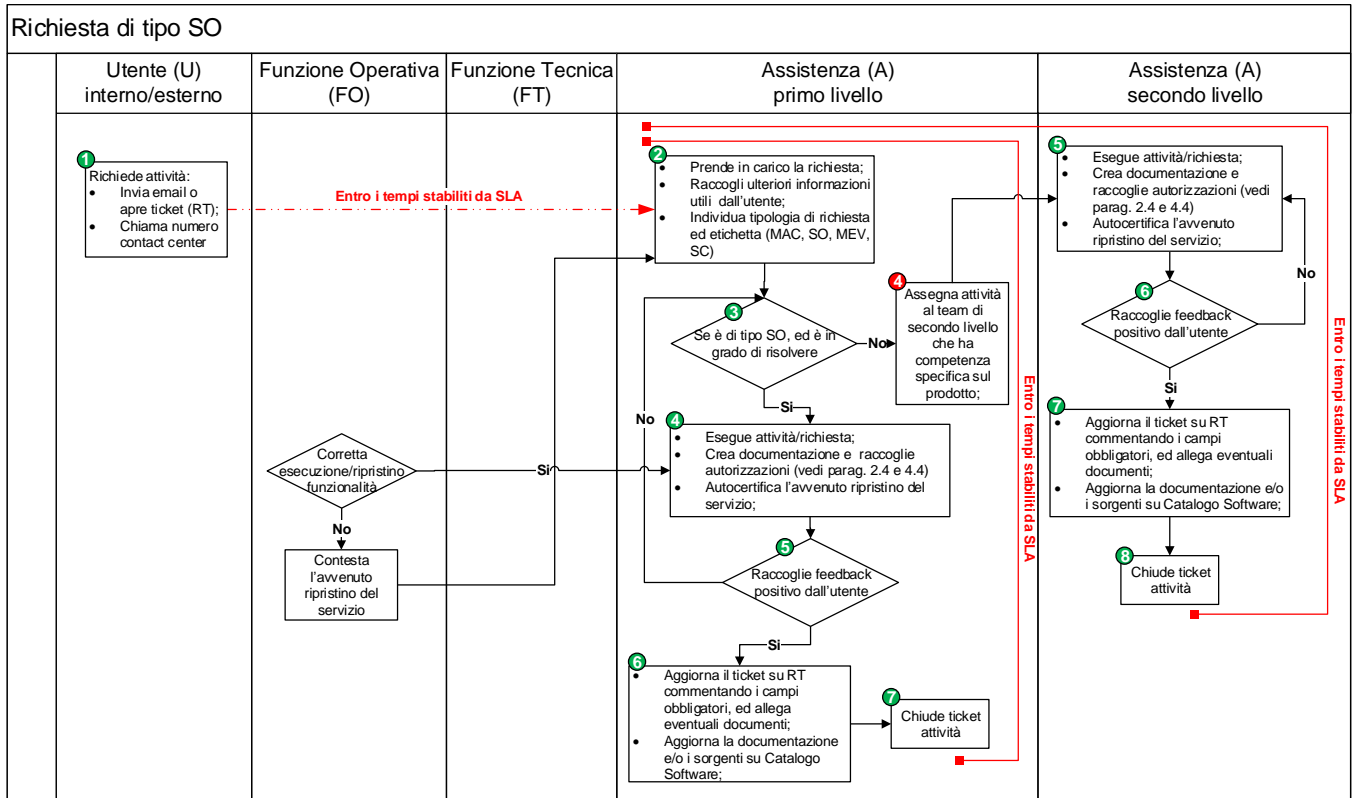 Richiesta di tipo SO
Utente (U)
interno/esterno
Funzione Operativa
(FO)
Funzione Tecnica
(FT)
Assistenza (A)
primo livello
Assistenza (A)
secondo livello
1
Richiede attività:
• Invia email o
apre ticket (RT);
• Chiama numero
contact center
Entro i tempi stabiliti da SLA
2
• Prende in carico la richiesta;
• Raccogli ulteriori informazioni
utili dall'utente;
• Individua tipologia di richiesta
ed etichetta (MAC, SO, MEV,
SC)
3
Se è di tipo SO, ed è in
grado di risolvere
No
4
Assegna attività
al team di
secondo livello
che ha
competenza
specifica sul
prodotto;
Si
No
4
• Esegue attività/richiesta;
• Crea documentazione e raccoglie
autorizzazioni (vedi parag. 2.4 e 4.4)
• Autocertifica l'avvenuto ripristino del
servizio;
Corretta
esecuzione/ripristino
funzionalità
Si
No
Contesta
l'avvenuto
ripristino del
servizio
5
Raccoglie feedback
positivo dall'utente
Si
6
• Aggiorna il ticket su RT
commentando i campi
obbligatori, ed allega
eventuali documenti;
• Aggiorna la documentazione
e/o i sorgenti su Catalogo
Software;
7
Chiude ticket
attività
Entro i tempi stabiliti da SLA
5
• Esegue attività/richiesta;
• Crea documentazione e
raccoglie autorizzazioni (vedi
parag. 2.4 e 4.4)
• Autocertifica l'avvenuto
ripristino del servizio;
No
6
Raccoglie feedback
positivo dall'utente
Si
7
• Aggiorna il ticket su RT
commentando i campi
obbligatori, ed allega eventuali
documenti;
• Aggiorna la documentazione e/o
i sorgenti su Catalogo Software;
8
Chiude ticket
attività
Entro i tempi stabiliti da SLA